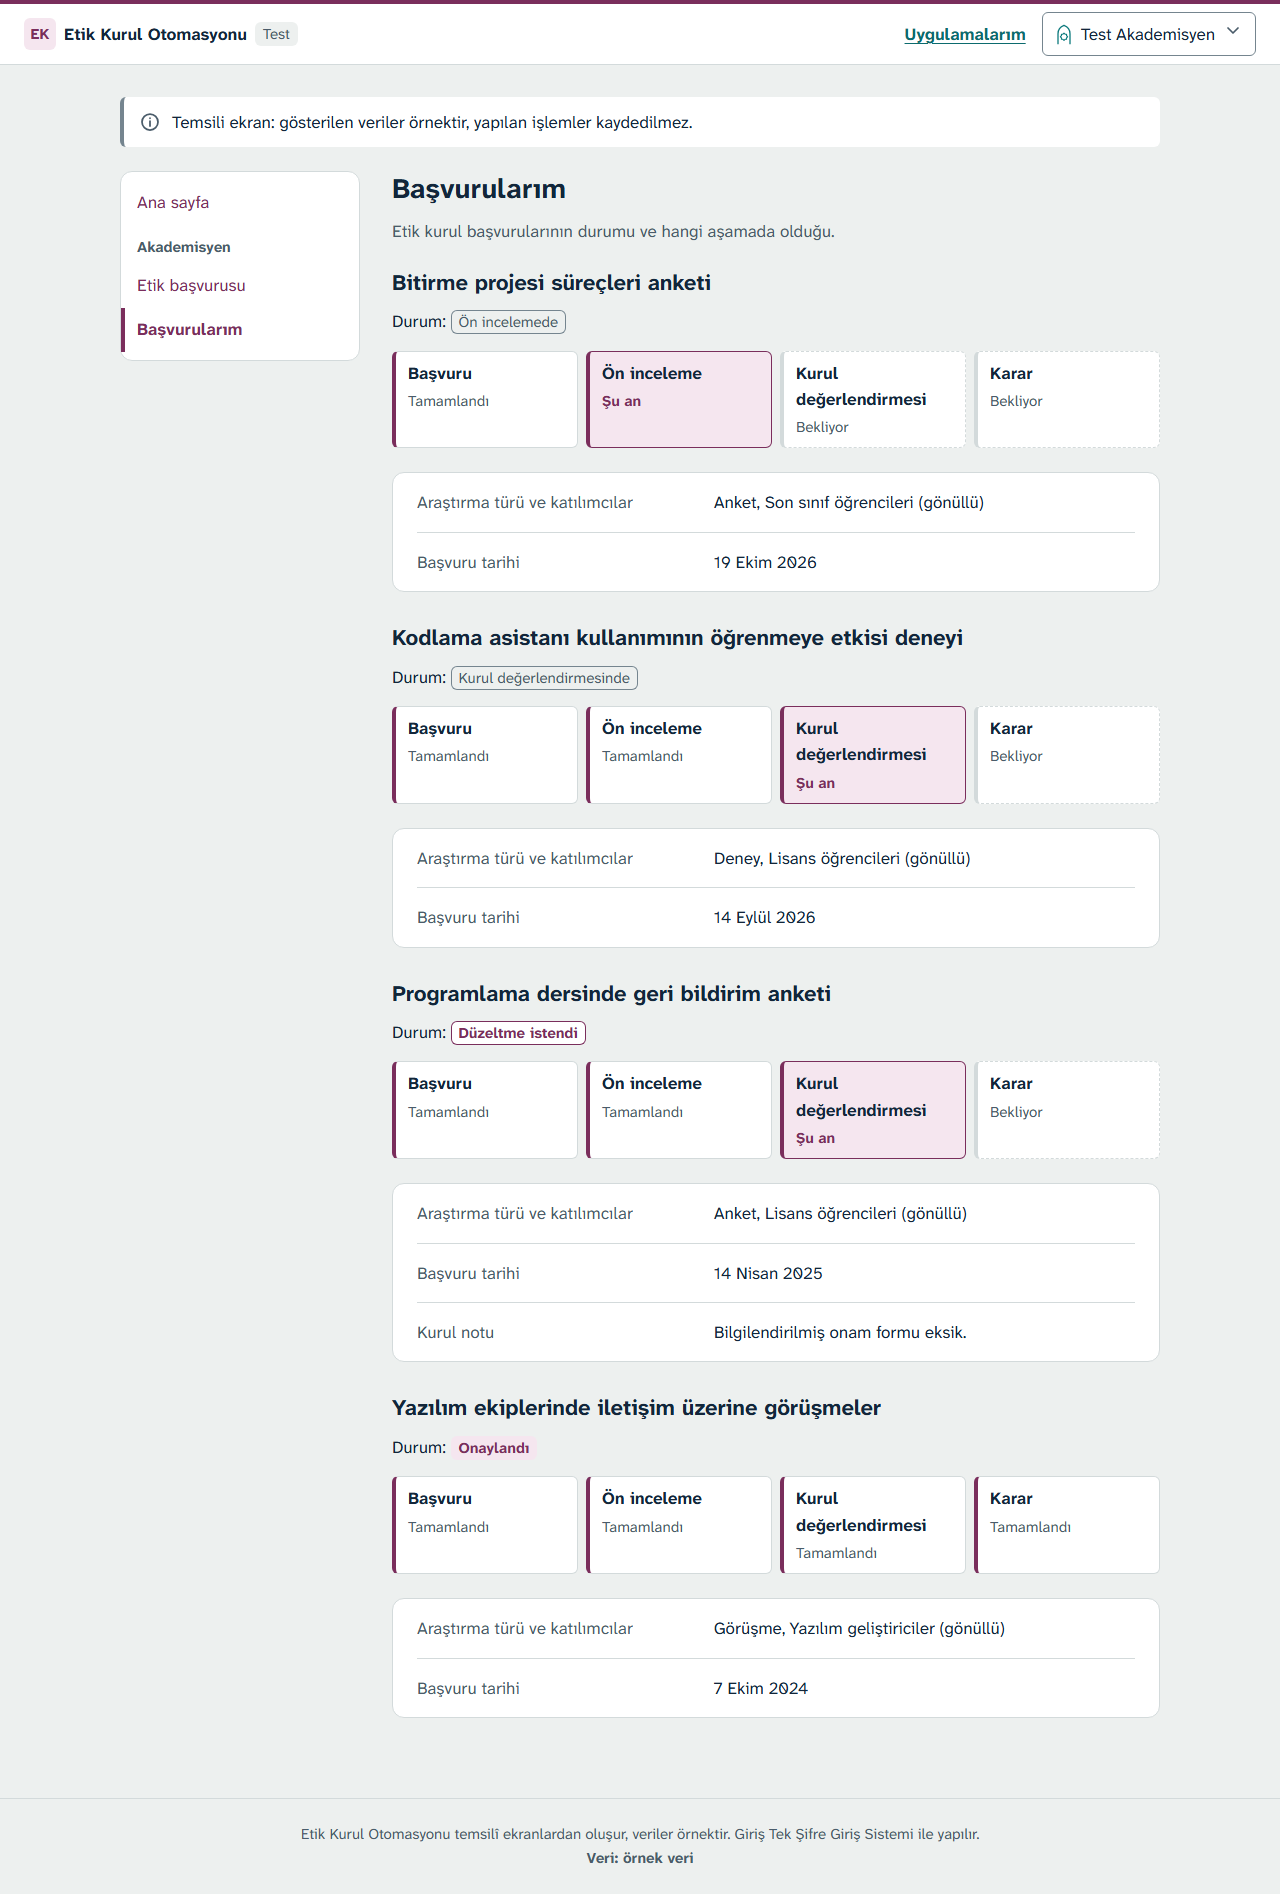 EK Etik Kurul Otomasyonu Test
Uygulamalarım
Test Akademisyen
Temsili ekran: gösterilen veriler örnektir, yapılan işlemler kaydedilmez.
Ana sayfa
Akademisyen
Etik başvurusu
Başvurularım
Başvurularım
Etik kurul başvurularının durumu ve hangi aşamada olduğu.
Bitirme projesi süreçleri anketi
Durum: Ön incelemede
Başvuru
Tamamlandı
Ön inceleme
Şu an
Kurul
değerlendirmesi
Bekliyor
Karar
Bekliyor
Araştırma türü ve katılımcılar
Anket, Son sınıf öğrencileri (gönüllü)
Başvuru tarihi
19 Ekim 2026
Kodlama asistanı kullanımının öğrenmeye etkisi deneyi
Durum: Kurul değerlendirmesinde
Başvuru
Tamamlandı
Ön inceleme
Tamamlandı
Kurul
değerlendirmesi
Şu an
Karar
Bekliyor
Araştırma türü ve katılımcılar
Deney, Lisans öğrencileri (gönüllü)
Başvuru tarihi
14 Eylül 2026
Programlama dersinde geri bildirim anketi
Durum: Düzeltme istendi
Başvuru
Tamamlandı
Ön inceleme
Tamamlandı
Kurul
değerlendirmesi
Şu an
Karar
Bekliyor
Araştırma türü ve katılımcılar
Anket, Lisans öğrencileri (gönüllü)
Başvuru tarihi
14 Nisan 2025
Kurul notu
Bilgilendirilmiş onam formu eksik.
Yazılım ekiplerinde iletişim üzerine görüşmeler
Durum: Onaylandı
Başvuru
Tamamlandı
Ön inceleme
Tamamlandı
Kurul
değerlendirmesi
Tamamlandı
Karar
Tamamlandı
Araştırma türü ve katılımcılar
Görüşme, Yazılım geliştiriciler (gönüllü)
Başvuru tarihi
7 Ekim 2024
Etik Kurul Otomasyonu temsilî ekranlardan oluşur, veriler örnektir. Giriş Tek Şifre Giriş Sistemi ile yapılır.
Veri: örnek veri